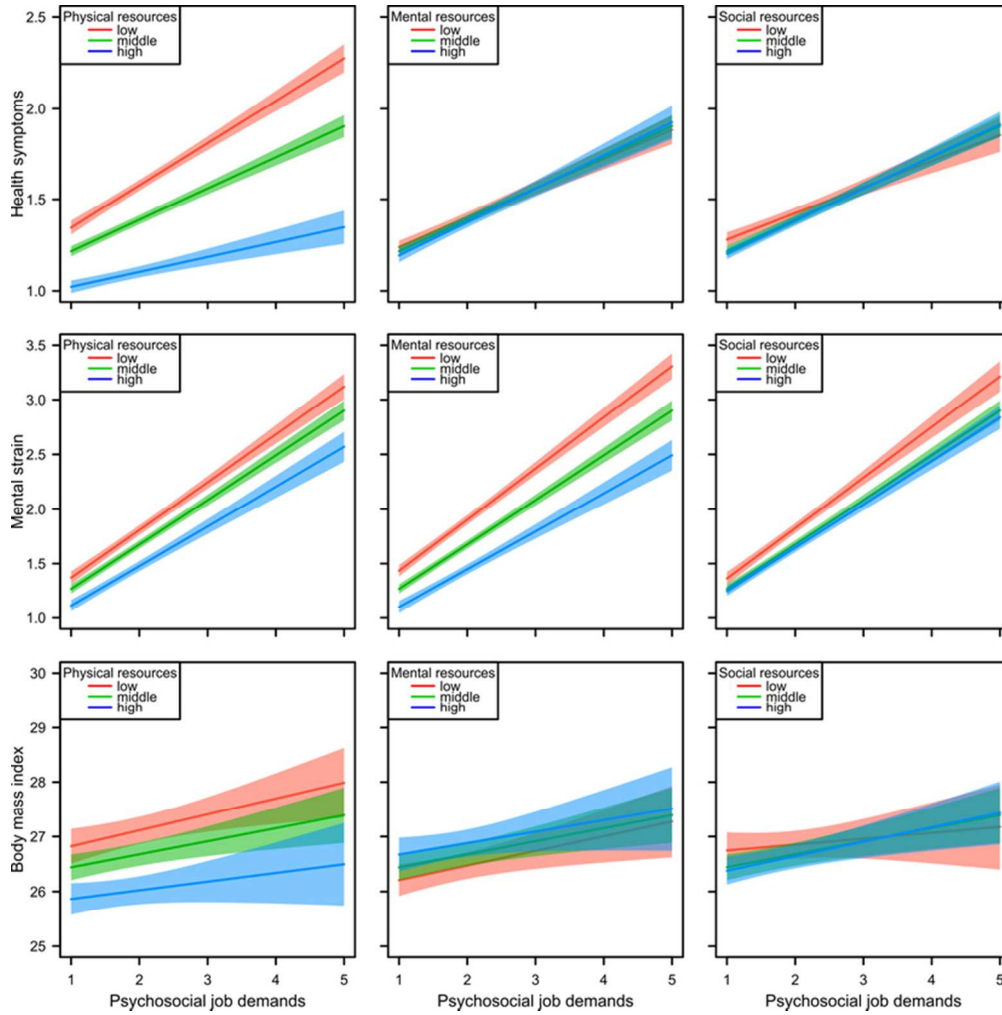 2.5
2.0
1.5
1.0
Health symptoms
Physical resources
low
middle
high
Mental resources
low
middle
high
Social resources
low
middle
high
3.5
3.0
2.5
2.0
1.5
1.0
Mental strain
Physical resources
low
middle
high
Mental resources
low
middle
high
Social resources
low
middle
high
30
29
28
27
26
25
Body mass index
Physical resources
low
middle
high
Mental resources
low
middle
high
Social resources
low
middle
high
1 2 3 4 5
Psychosocial job demands
1 2 3 4 5
Psychosocial job demands
1 2 3 4 5
Psychosocial job demands